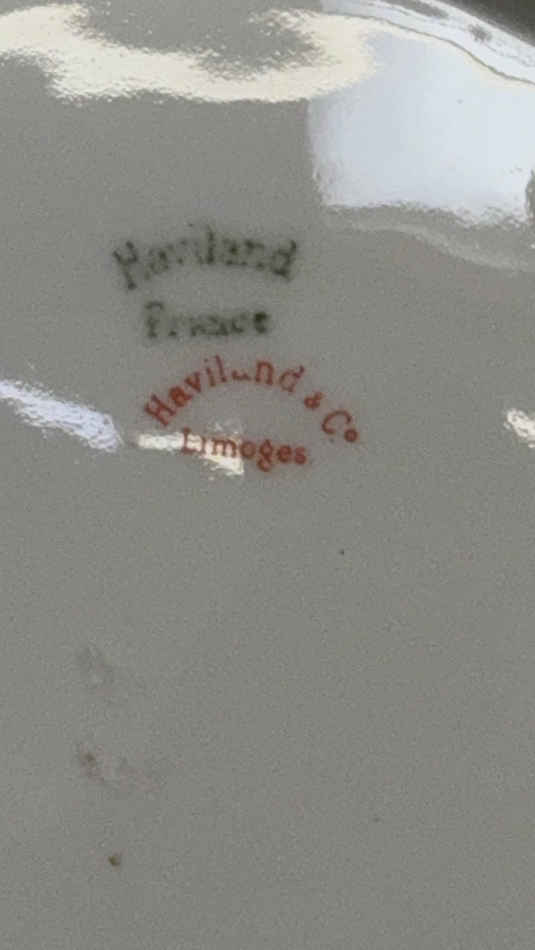 Haviland
France
Haviland & Co
Limoges